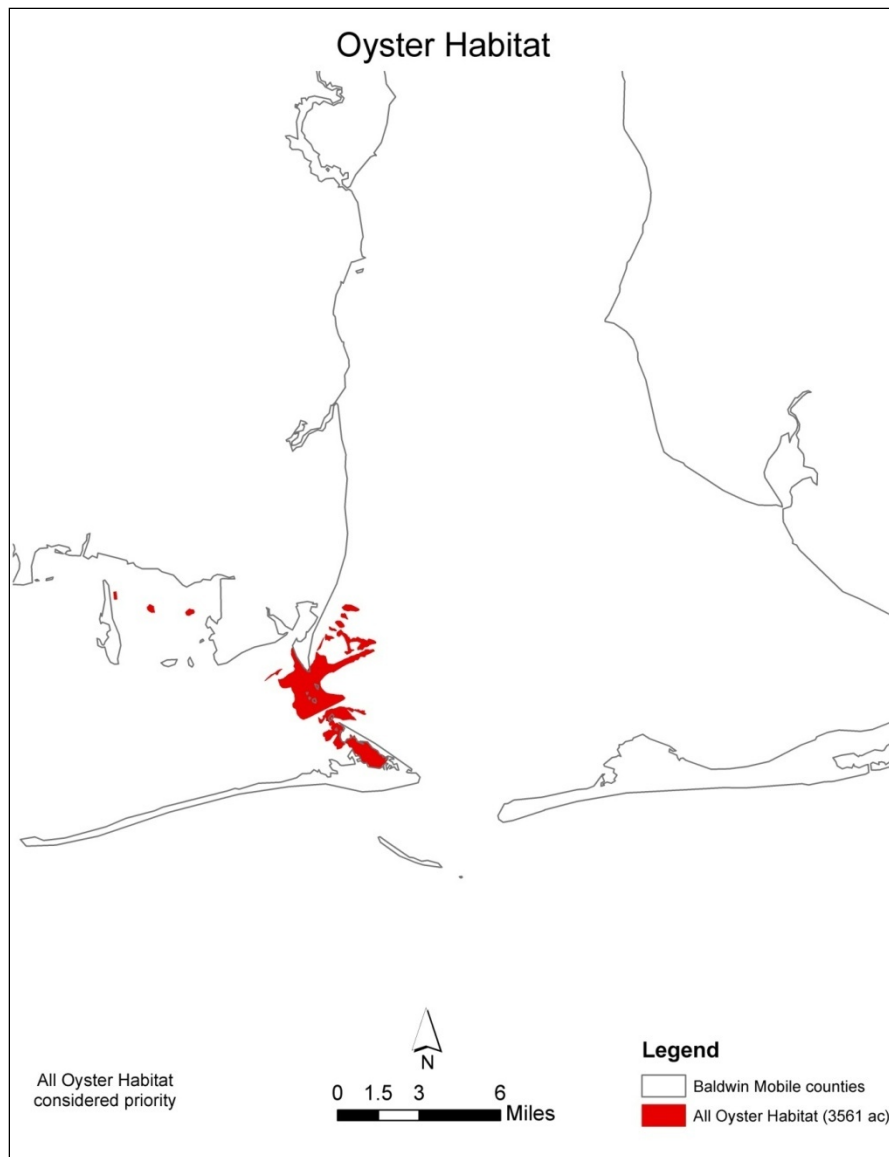 Oyster Habitat
All Oyster Habitat
considered priority
N
0 1.5 3 6
Miles
Legend
Baldwin Mobile counties
All Oyster Habitat (3561 ac)